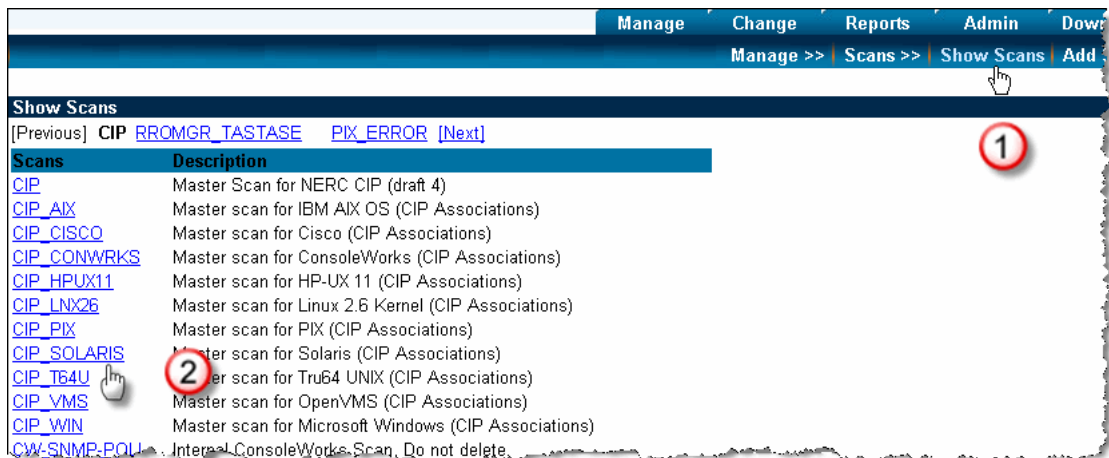 Manage Change Reports Admin
Manage >> Scans >> Show Scans Add
1
Show Scans
[Previous] CIP RROMGR_TASTASE PIX_ERROR [Next]
Scans Description
CIP Master Scan for NERC CIP (draft 4)
CIP_AIX Master scan for IBM AIX OS (CIP Associations)
CIP_CISCO Master scan for Cisco (CIP Associations)
CIP_CONWRKS Master scan for ConsoleWorks (CIP Associations)
CIP_HPUX11 Master scan for HP-UX 11 (CIP Associations)
CIP_LNX26 Master scan for Linux 2.6 Kernel (CIP Associations)
CIP_PIX Master scan for PIX (CIP Associations)
CIP_SOLARIS Master scan for Solaris (CIP Associations)
CIP_T64U 2 er scan for Tru64 UNIX (CIP Associations)
CIP_VMS Master scan for OpenVMS (CIP Associations)
CIP_WIN Master scan for Microsoft Windows (CIP Associations)
CW-SNMP-POLL Internal ConsoleWorks Scan, Do not delete.